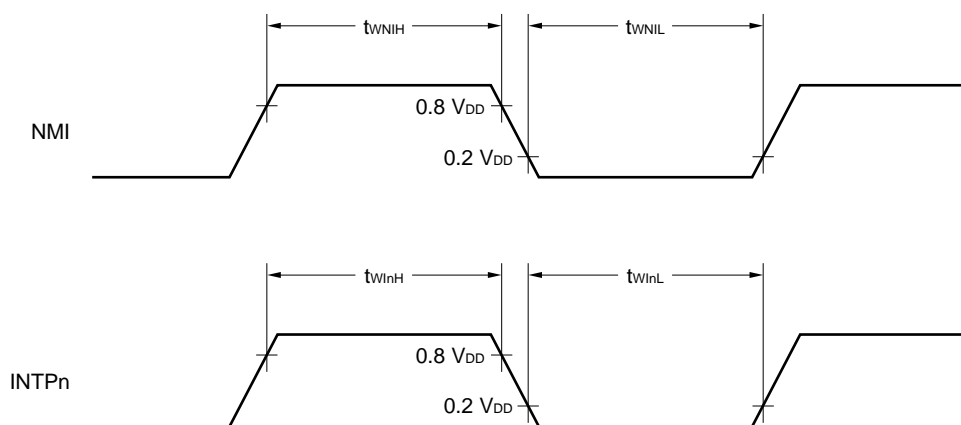 tWNIH tWNIL
0.8 VDD
NMI
0.2 VDD
tWInH tWInL
0.8 VDD
INTPn
0.2 VDD